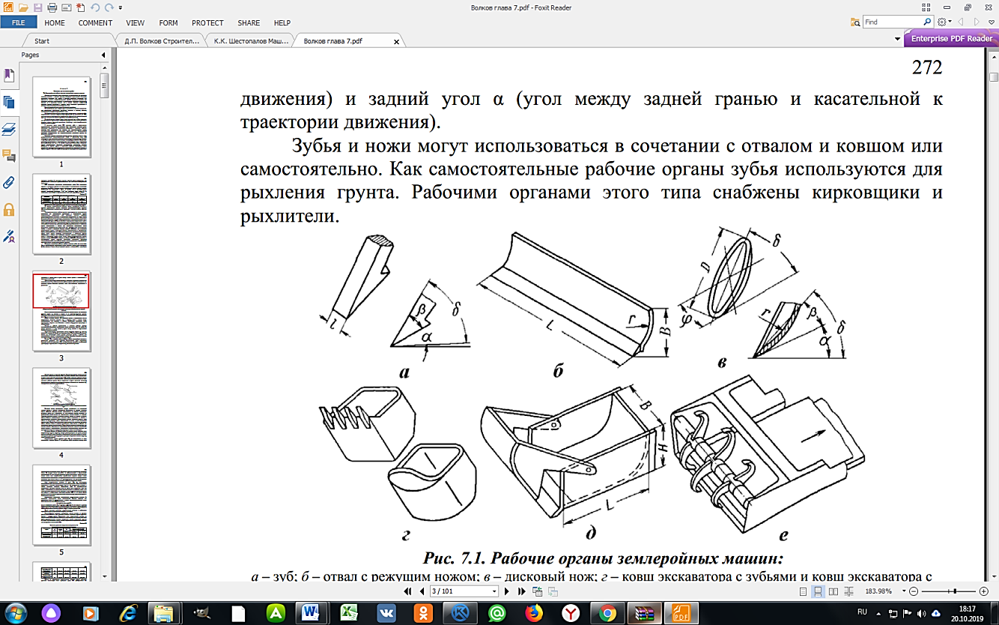 Волков глава 7.pdf - Foxit Reader
FILE HOME COMMENT VIEW FORM PROTECT SHARE HELP
Find
Start Д.П. Волков Строител... К.К. Шестопалов Маш... Волков глава 7.pdf
Enterprise PDF Reader
Pages
1
2
3
4
5
272
движения) и задний угол α (угол между задней гранью и касательной к
траектории движения).
Зубья и ножи могут использоваться в сочетании с отвалом и ковшом или
самостоятельно. Как самостоятельные рабочие органы зубья используются для
рыхления грунта. Рабочими органами этого типа снабжены кирковщики и
рыхлители.
l β δ α
а
L r B
б
D φ δ r β δ α
в
г
B H L
д
е
Рис. 7.1. Рабочие органы землеройных машин:
а – зуб; б – отвал с режущим ножом; в – дисковый нож; г – ковш экскаватора с зубьями и ковш экскаватора с
3 / 101
183.98%
RU
18:17
20.10.2019